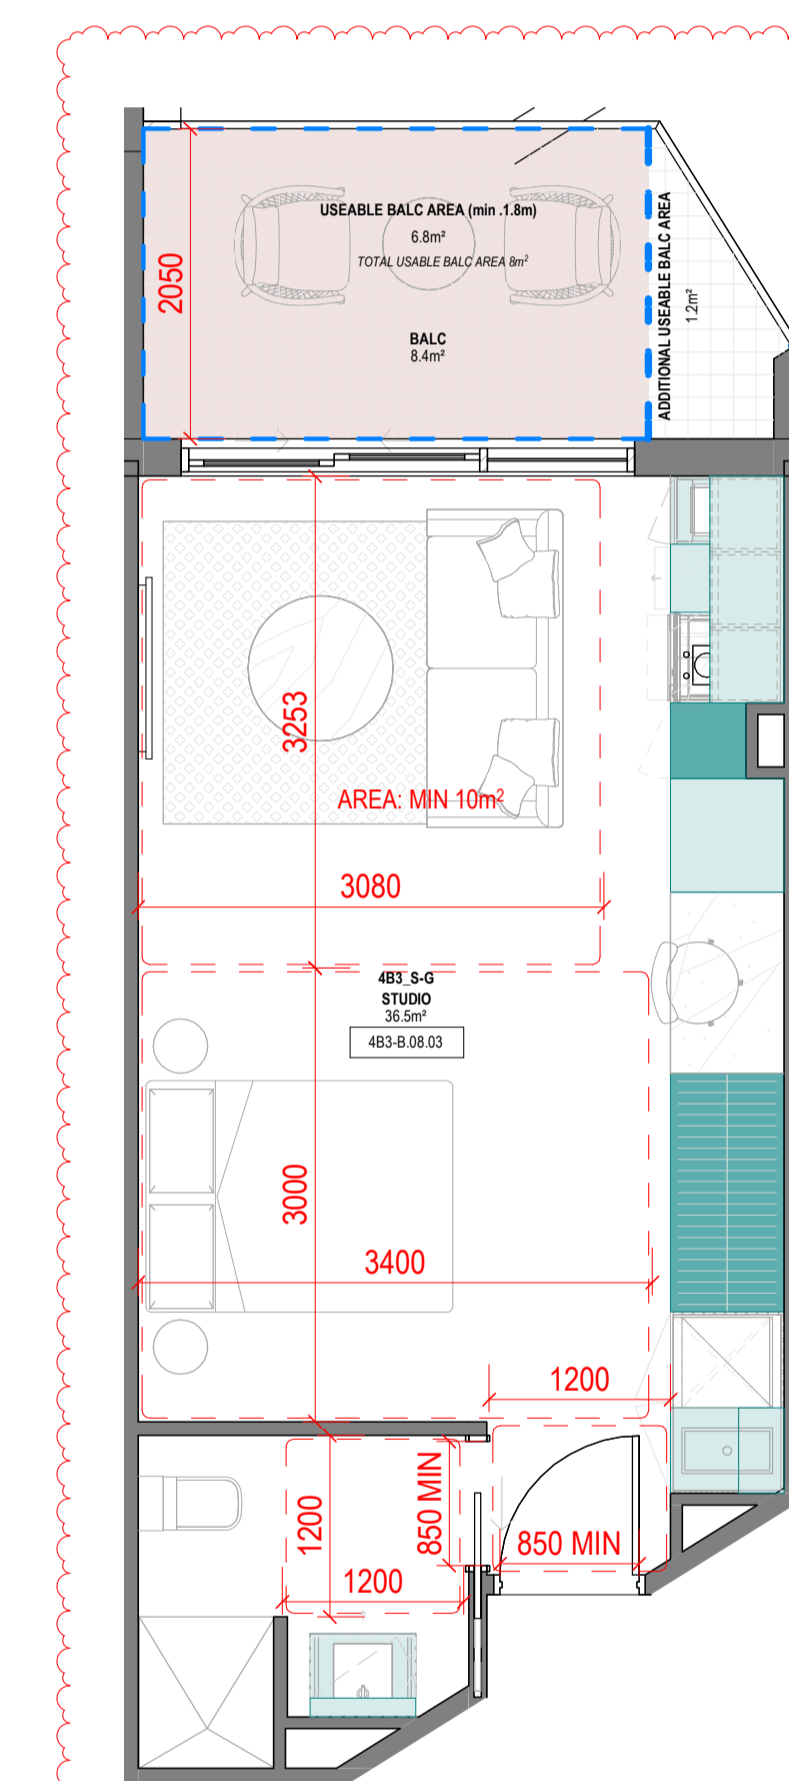 USEABLE BALC AREA (min .1.8m)
6.8m²
TOTAL USABLE BALC AREA 8m²
2050
BALC
8.4m²
ADDITIONAL USEABLE BALC AREA
1.2m²
3253
AREA: MIN 10m²
3080
4B3_S-G
STUDIO
36.5m²
4B3-B.08.03
3000
3400
1200
850 MIN
1200
850 MIN
1200